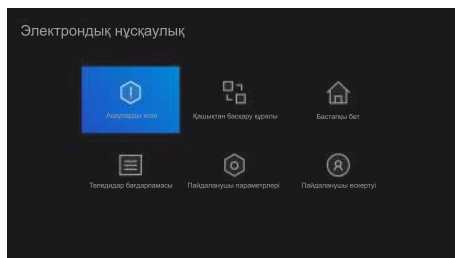 Электрондық нұсқаулық
Ақауларды жою
Қашықтан басқару құралы
Бастапқы бет
Теледидар бағдарламасы
Пайдаланушы параметрлері
Пайдаланушы ескертуі